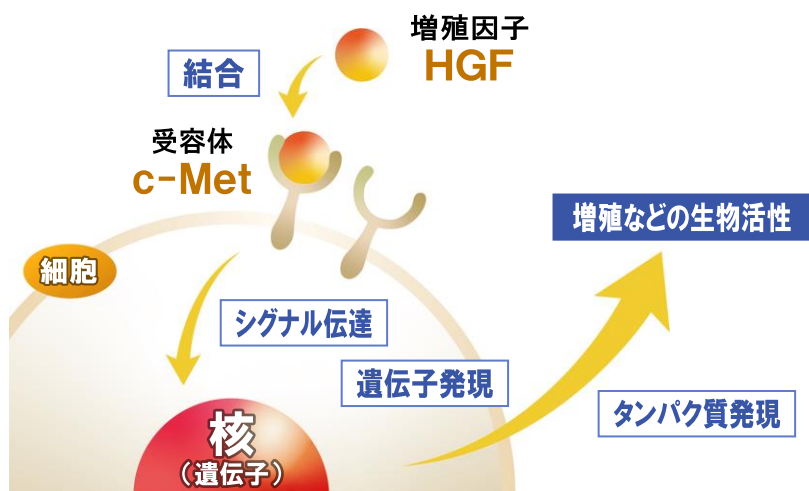 増殖因子
HGF
結合
受容体
c-Met
増殖などの生物活性
細胞
シグナル伝達
遺伝子発現
タンパク質発現
核
（遺伝子）